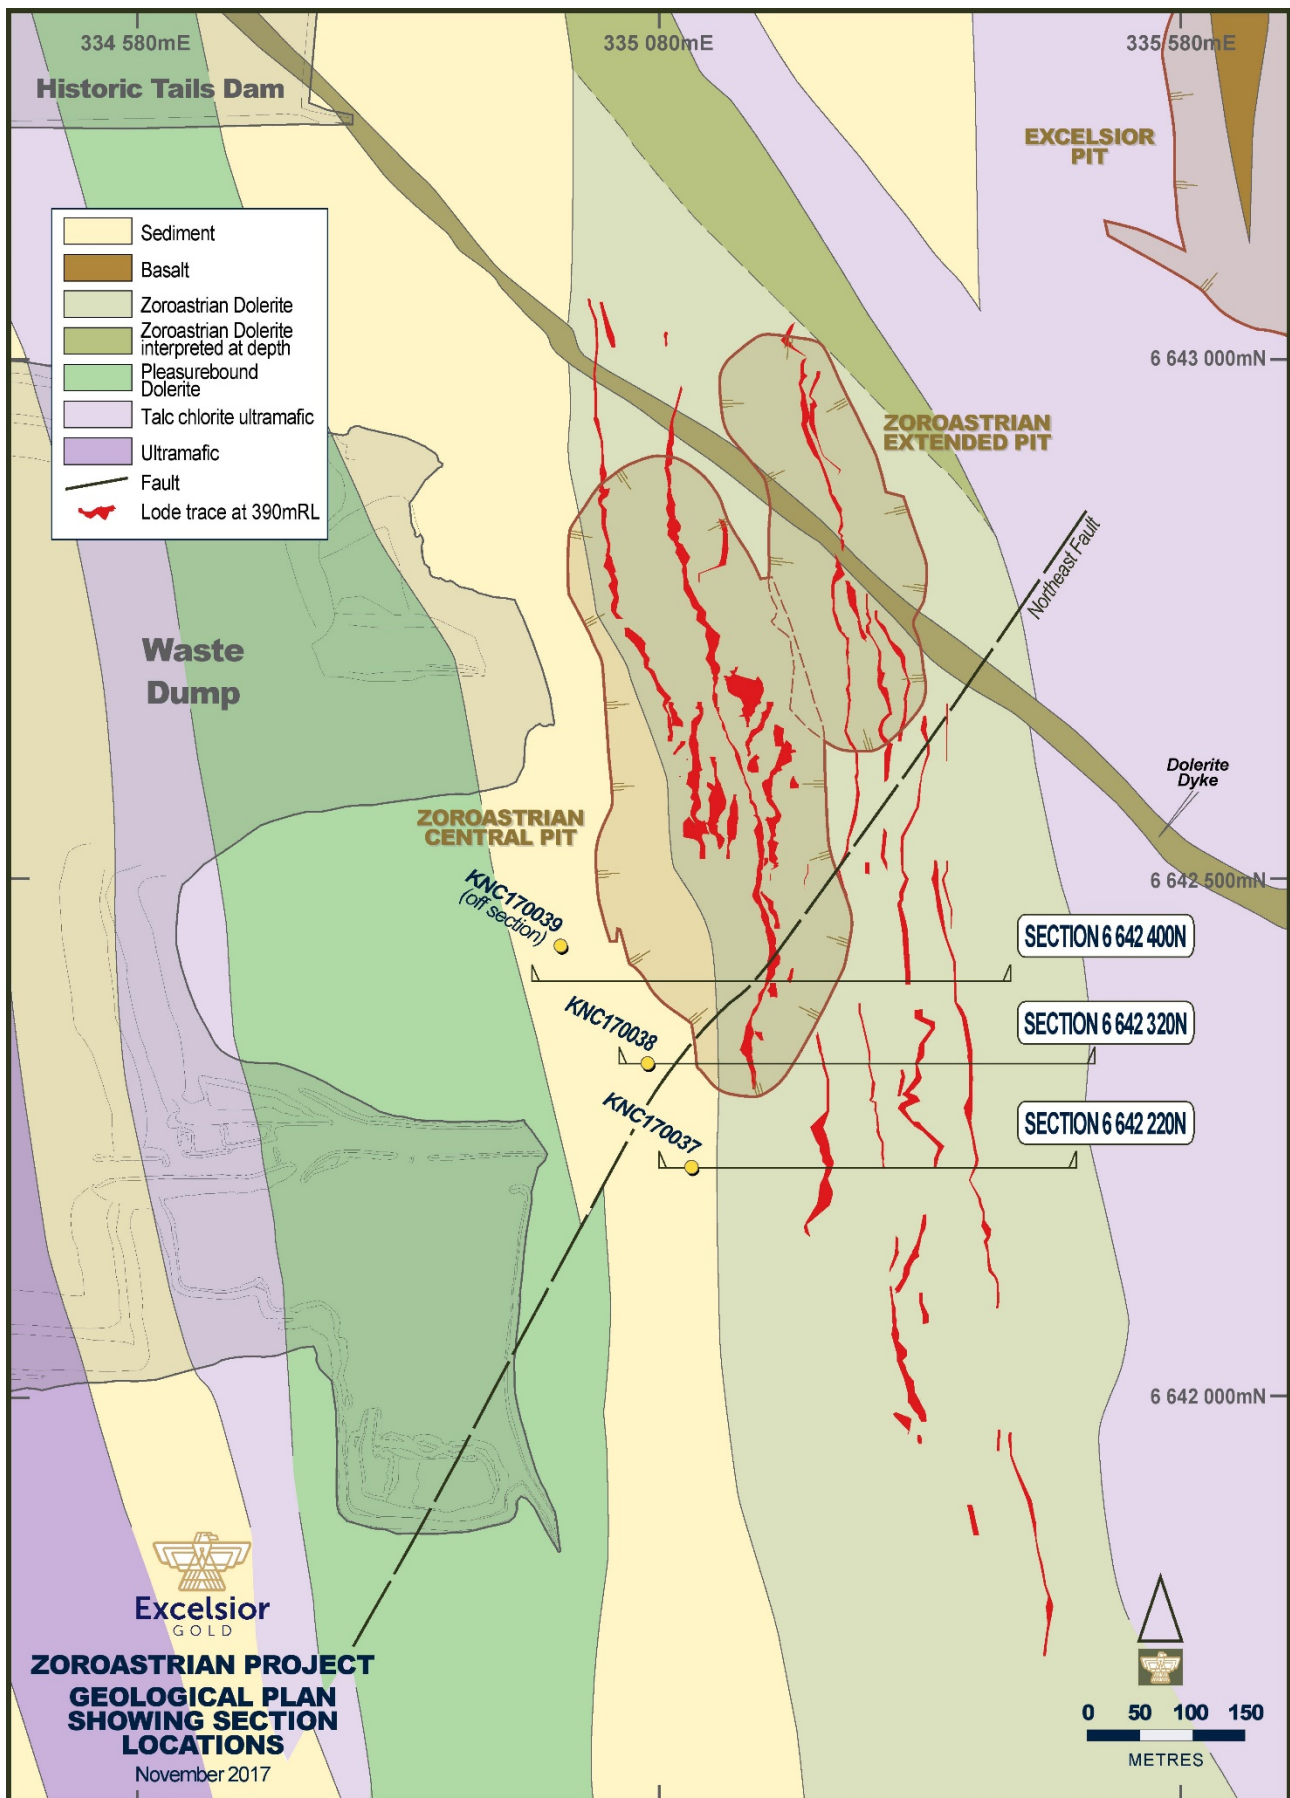 334 580mE
335 080mE
335 580mE
Historic Tails Dam
EXCELSIOR
PIT
Sediment
Basalt
Zoroastrian Dolerite
Zoroastrian Dolerite
interpreted at depth
Pleasurebound
Dolerite
Talc chlorite ultramafic
Ultramafic
Fault
Lode trace at 390mRL
6 643 000mN
ZOROASTRIAN
EXTENDED PIT
Northeast Fault
Waste
Dump
Dolerite
Dyke
ZOROASTRIAN
CENTRAL PIT
6 642 500mN
KNC170039
(off section)
SECTION 6 642 400N
KNC170038
SECTION 6 642 320N
KNC170037
SECTION 6 642 220N
6 642 000mN
Excelsior
GOLD
ZOROASTRIAN PROJECT
GEOLOGICAL PLAN
SHOWING SECTION
LOCATIONS
November 2017
0 50 100 150
METRES